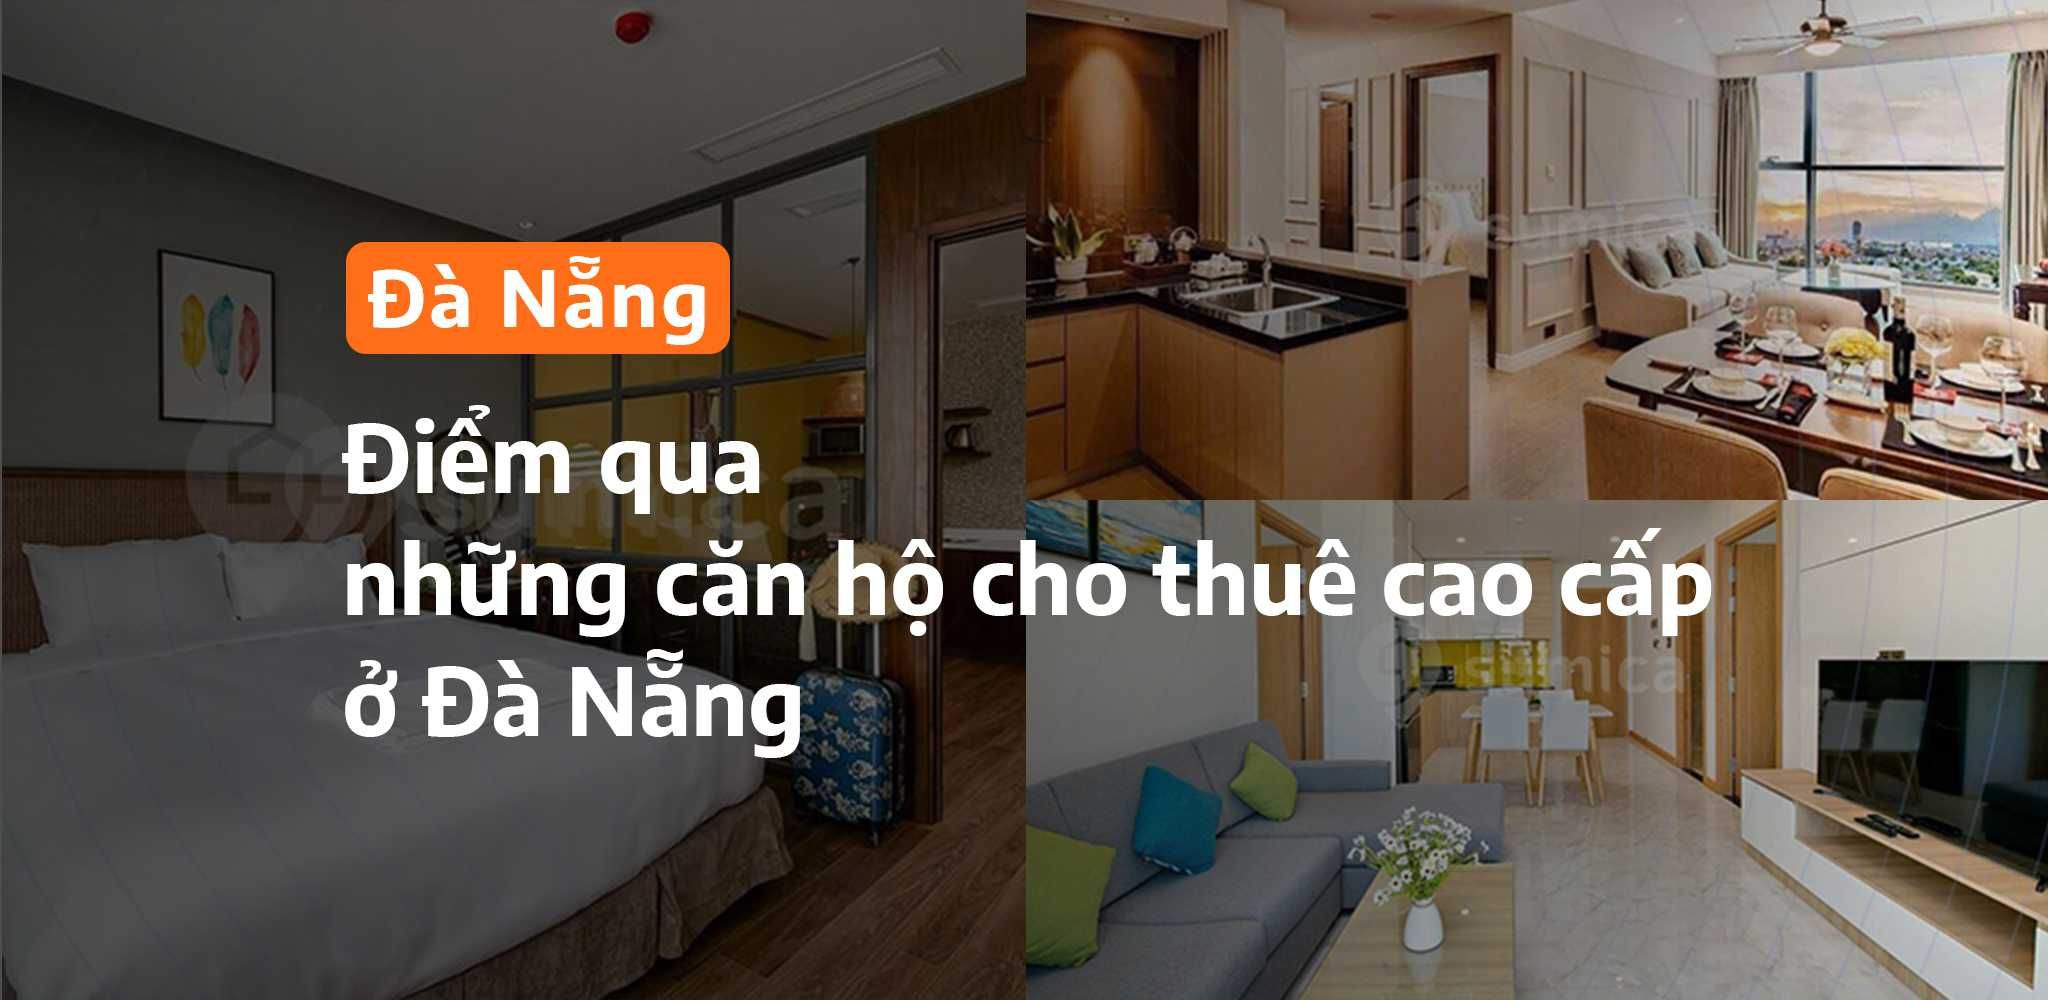 Đà Nẵng
Điểm qua
những căn hộ cho thuê cao cấp
ở Đà Nẵng
sumica
sumica
sumica